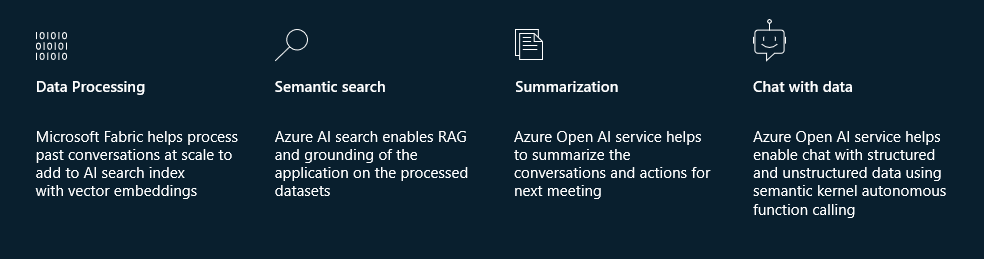 101010
010101
101010
Data Processing
Microsoft Fabric helps process
past conversations at scale to
add to AI search index
with vector embeddings
Semantic search
Azure AI search enables RAG
and grounding of the
application on the processed
datasets
Summarization
Azure Open AI service helps
to summarize the
conversations and actions for
next meeting
Chat with data
Azure Open AI service helps
enable chat with structured
and unstructured data using
semantic kernel autonomous
function calling